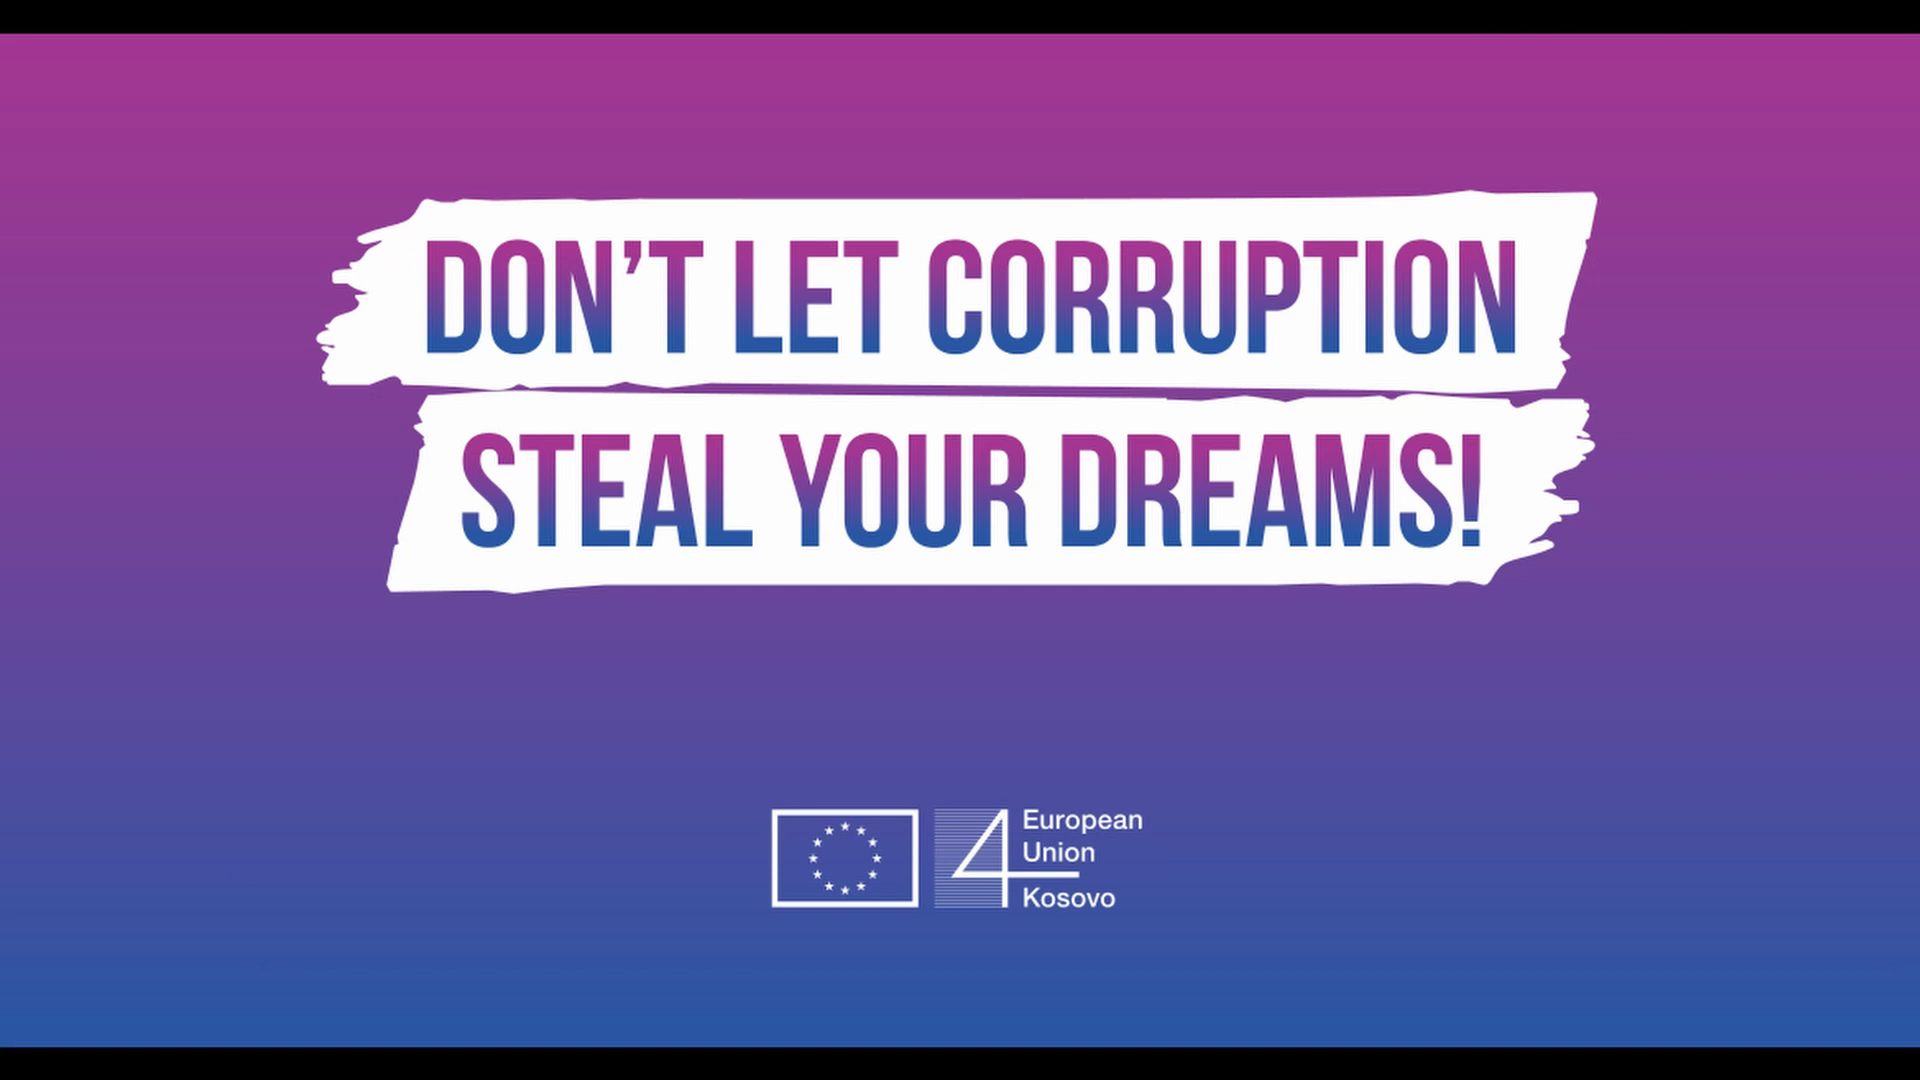 DON’T LET CORRUPTION
STEAL YOUR DREAMS!
4
European
Union
Kosovo